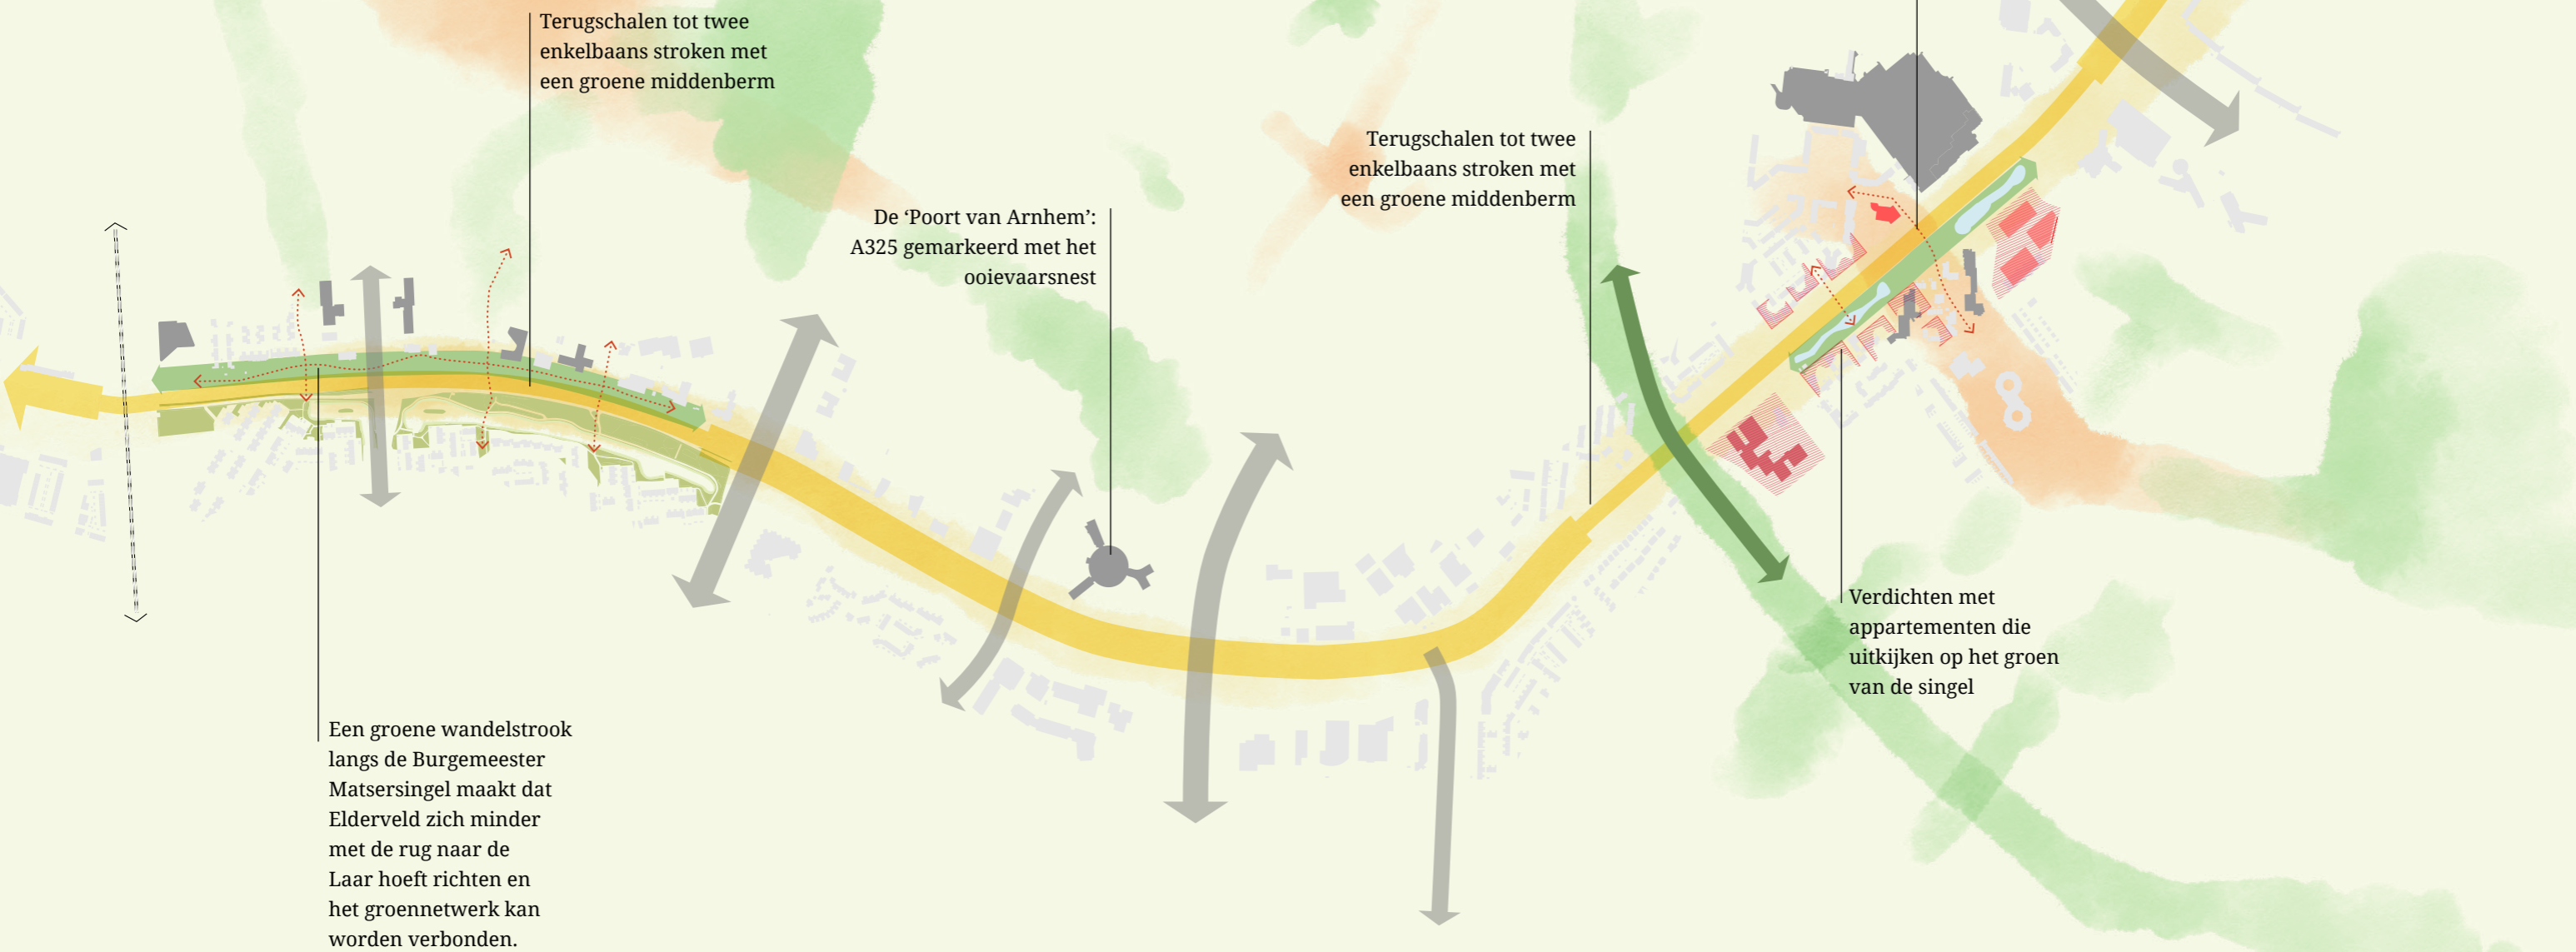 Terugschalen tot twee
enkelbaans stroken met
een groene middenberm
De ‘Poort van Arnhem’:
A325 gemarkeerd met het
ooievaarsnest
Terugschalen tot twee
enkelbaans stroken met
een groene middenberm
Verdichten met
appartementen die
uitkijken op het groen
van de singel
Een groene wandelstrook
langs de Burgemeester
Matsersingel maakt dat
Elderveld zich minder
met de rug naar de
Laar hoeft richten en
het groennetwerk kan
worden verbonden.